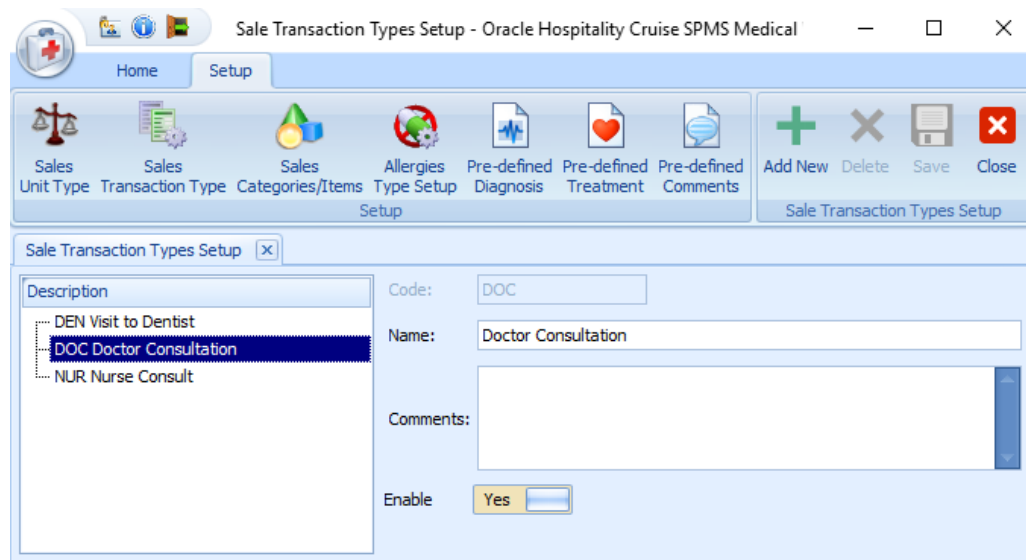 Sale Transaction Types Setup - Oracle Hospitality Cruise SPMS Medical
Home Setup
Sales Unit Type
Sales Transaction Type
Sales Categories/Items
Allergies Type Setup
Pre-defined Diagnosis
Pre-defined Treatment
Pre-defined Comments
Add New
Delete
Save
Close
Setup
Sale Transaction Types Setup
Sale Transaction Types Setup
Description
DEN Visit to Dentist
DOC Doctor Consultation
NUR Nurse Consult
Code: DOC
Name: Doctor Consultation
Comments:
Enable Yes